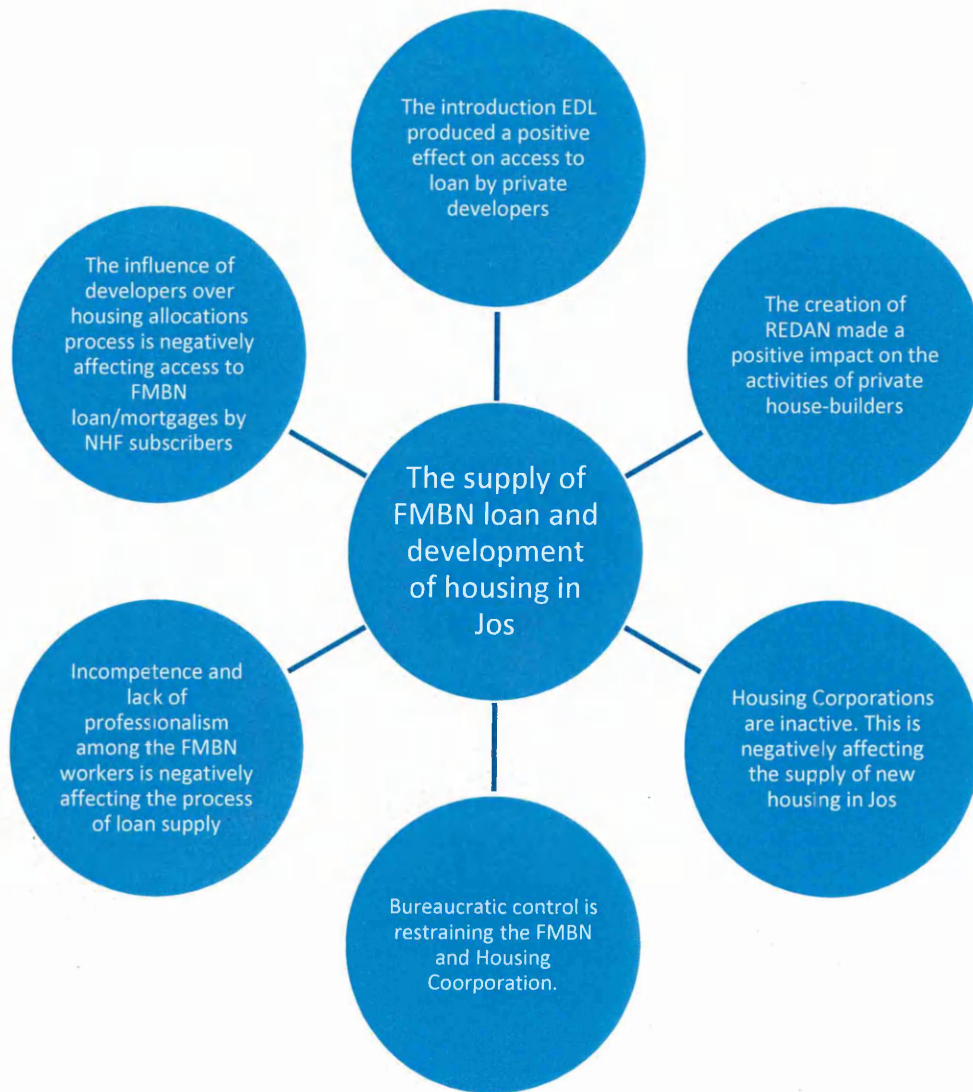 The introduction EDL
produced a positive
effect on access to
loan by private
developers
The influence of
developers over
housing allocations
process is negatively
affecting access to
FMBN
loan/mortgages by
NHF subscribers
The creation of
REDAN made a
positive impact on the
activities of private
house-builders
The supply of
FMBN loan and
development
of housing in
Jos
Incompetence and
lack of
professionalism
among the FMBN
workers is negatively
affecting the process
of loan supply
Housing Corporations
are inactive. This is
negatively affecting
the supply of new
housing in Jos
Bureaucratic control is
restraining the FMBN
and Housing
Coorporation.